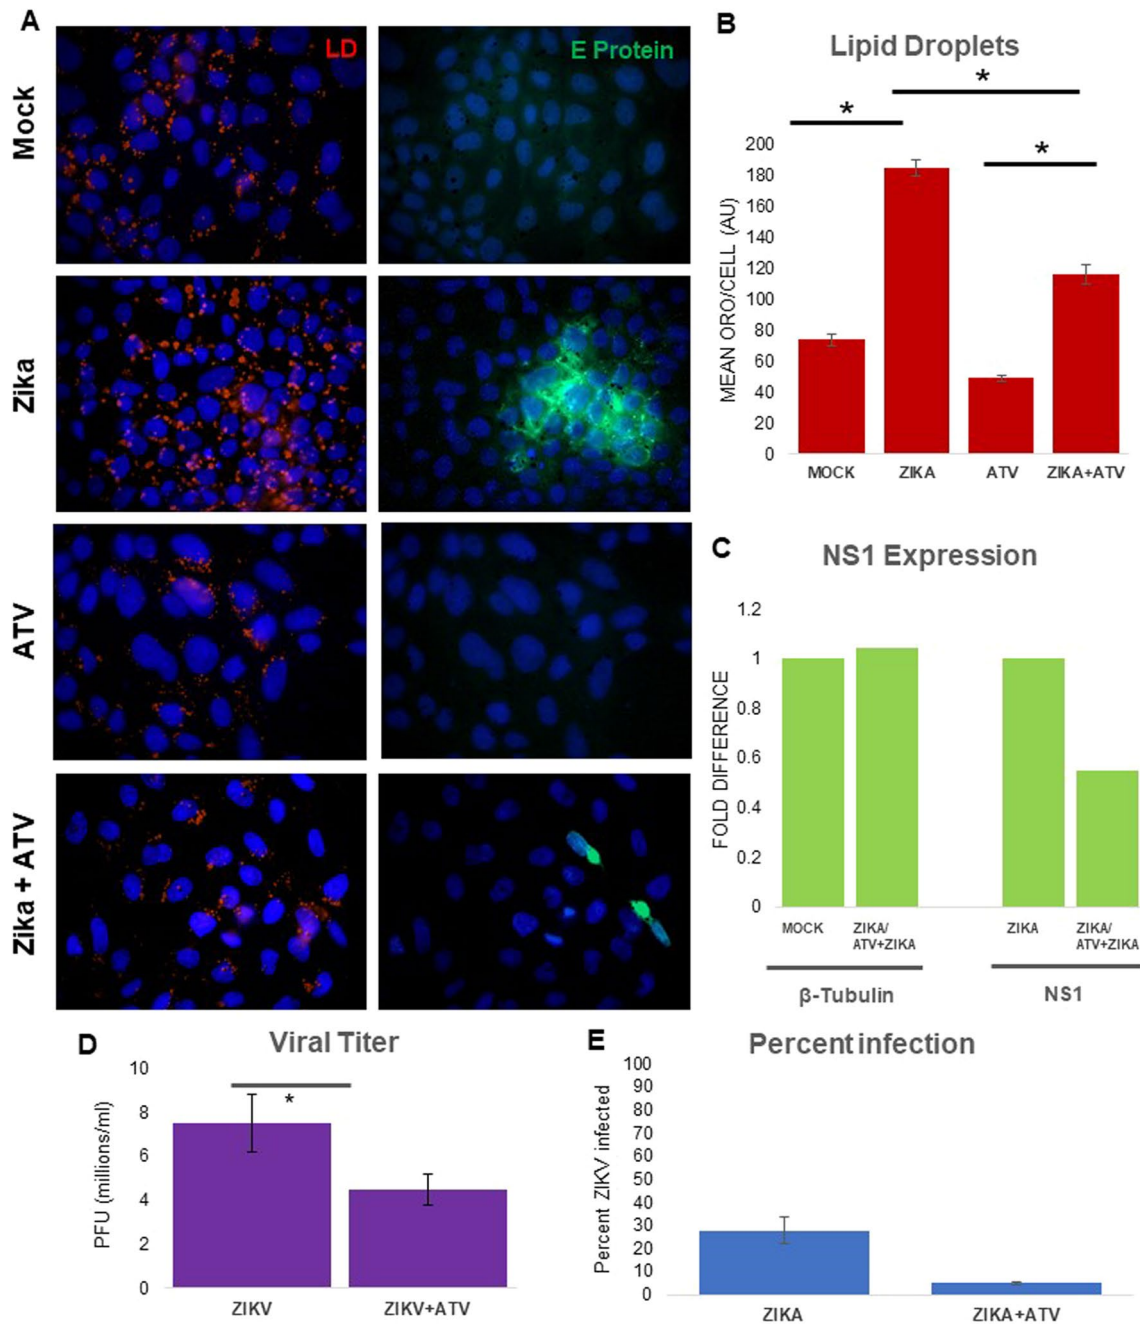 A
LD
E Protein
Mock
Zika
ATV
Zika + ATV
B
Lipid Droplets
*
*
*
MEAN ORO/CELL (AU)
200
180
160
140
120
100
80
60
40
20
0
MOCK
ZIKA
ATV
ZIKA+ATV
C
NS1 Expression
FOLD DIFFERENCE
1.2
1
0.8
0.6
0.4
0.2
0
MOCK
ZIKA/
ATV+ZIKA
ZIKA
ZIKA/
ATV+ZIKA
β-Tubulin
NS1
D
Viral Titer
*
PFU (millions/ml)
10
8
6
4
2
0
ZIKV
ZIKV+ATV
E
Percent infection
Percent ZIKV infected
100
90
80
70
60
50
40
30
20
10
0
ZIKA
ZIKA+ATV